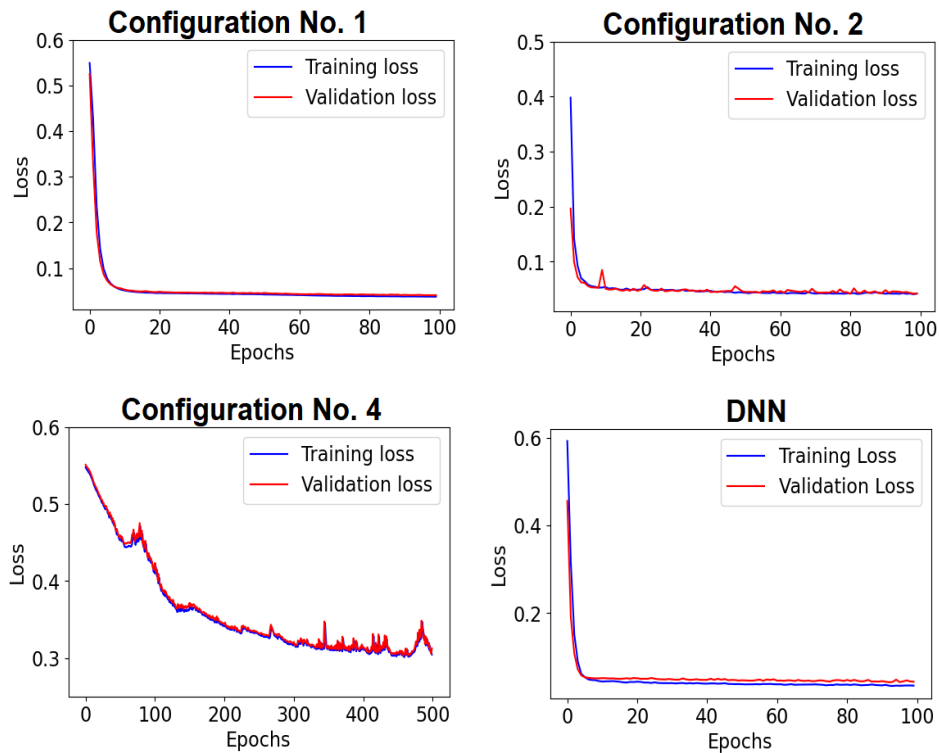 Configuration No. 1
0.6
0.5
0.4
0.3
0.2
0.1
Loss
Training loss
Validation loss
0 20 40 60 80 100
Epochs
Configuration No. 2
0.5
0.4
0.3
0.2
0.1
Loss
Training loss
Validation loss
0 20 40 60 80 100
Epochs
Configuration No. 4
0.6
0.5
0.4
0.3
Loss
Training loss
Validation loss
0 100 200 300 400 500
Epochs
DNN
0.6
0.4
0.2
Loss
Training Loss
Validation Loss
0 20 40 60 80 100
Epochs